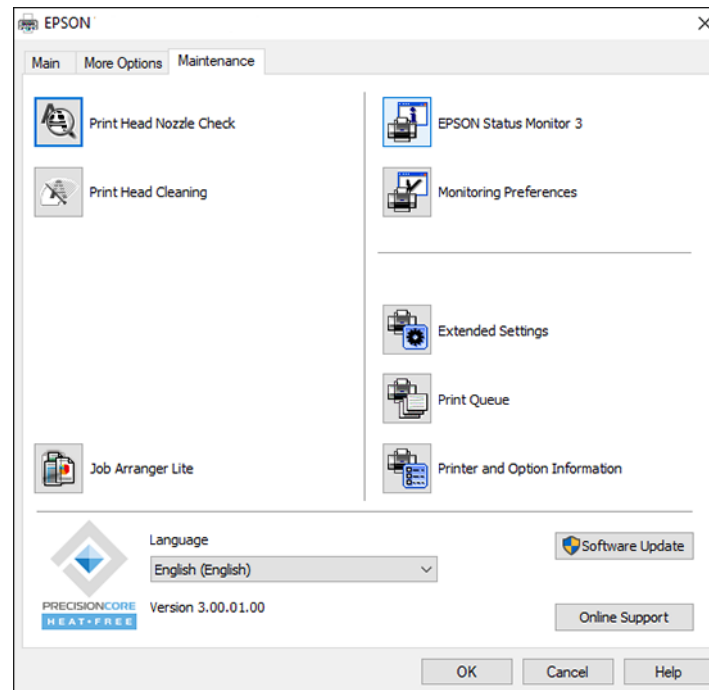 EPSON
Main More Options Maintenance
Print Head Nozzle Check
EPSON Status Monitor 3
Print Head Cleaning
Monitoring Preferences
Extended Settings
Print Queue
Job Arranger Lite
Printer and Option Information
Language
Software Update
English (English)
PRECISIONCORE
HEAT-FREE
Version 3.00.01.00
Online Support
OK Cancel Help